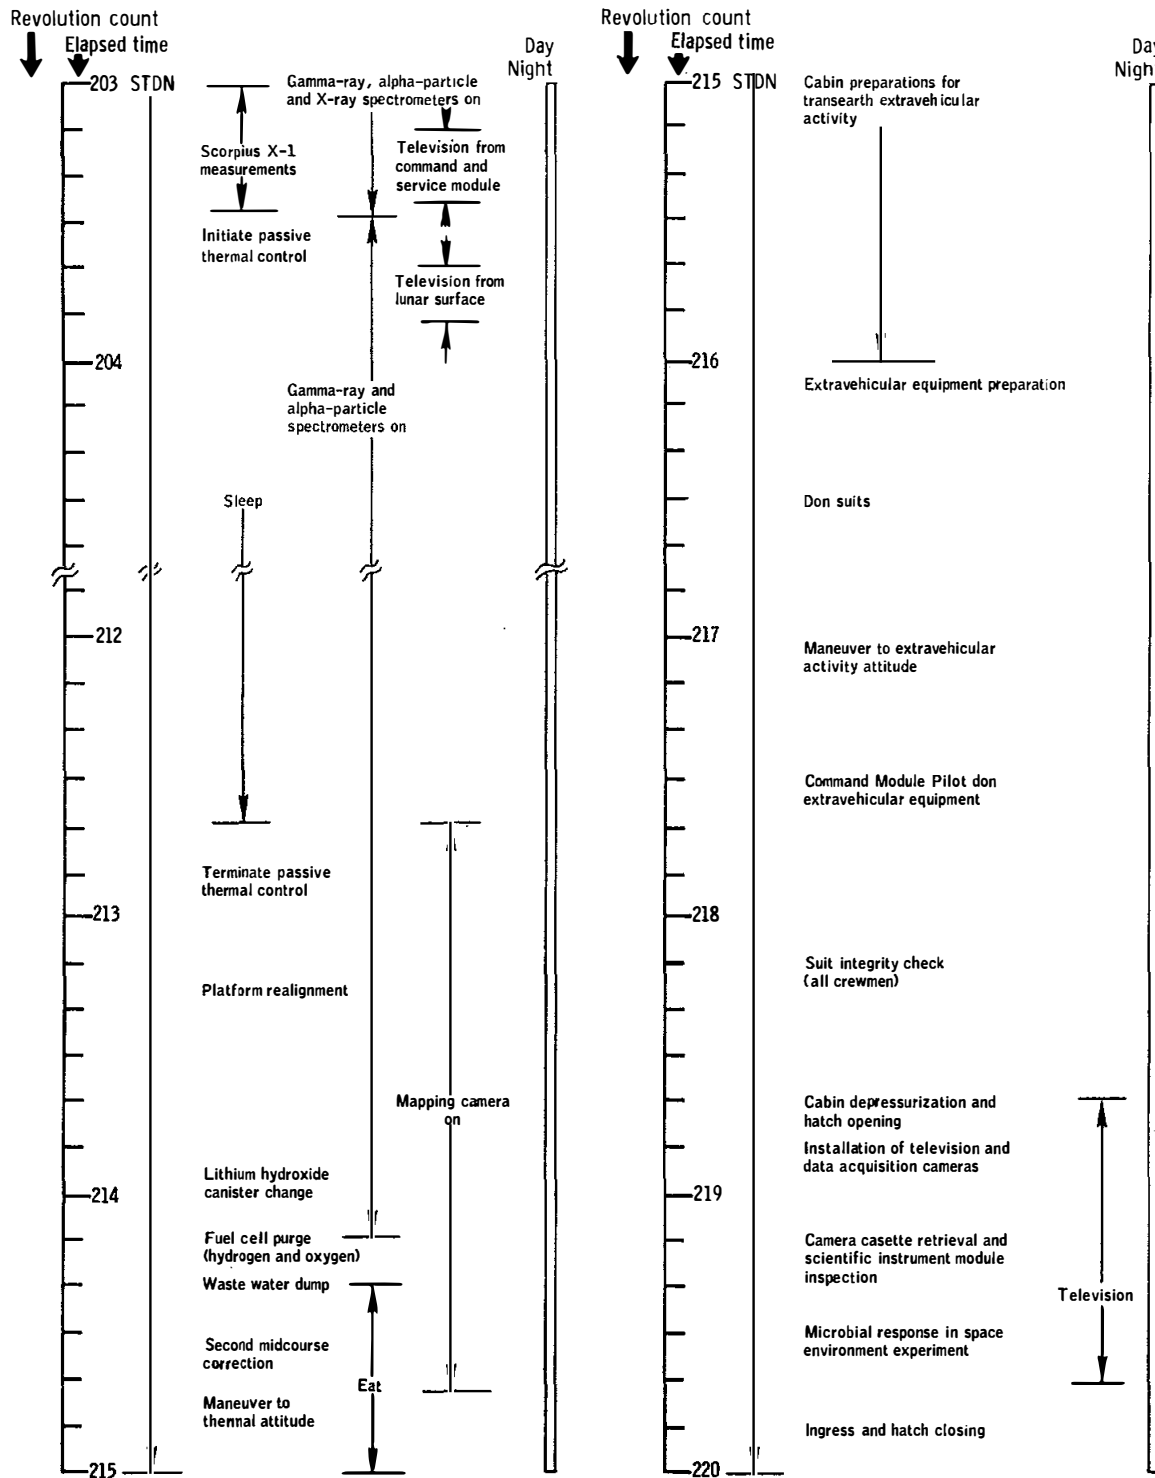 Revolution count
Elapsed time
Day
Night
203 STDN
Gamma-ray, alpha-particle
and X-ray spectrometers on
Scorpius X-1
measurements
Television from
command and
service module
Initiate passive
thermal control
Television from
lunar surface
204
Gamma-ray and
alpha-particle
spectrometers on
Sleep
212
Terminate passive
thermal control
213
Platform realignment
Mapping camera
on
Lithium hydroxide
canister change
214
Fuel cell purge
(hydrogen and oxygen)
Waste water dump
Second midcourse
correction
Eat
Maneuver to
thermal attitude
215
Revolution count
Elapsed time
Day
Night
215 STDN
Cabin preparations for
transearth extravehicular
activity
216
Extravehicular equipment preparation
Don suits
217
Maneuver to extravehicular
activity attitude
Command Module Pilot don
extravehicular equipment
218
Suit integrity check
(all crewmen)
Cabin depressurization and
hatch opening
Installation of television and
data acquisition cameras
219
Camera casette retrieval and
scientific instrument module
inspection
Television
Microbial response in space
environment experiment
Ingress and hatch closing
220